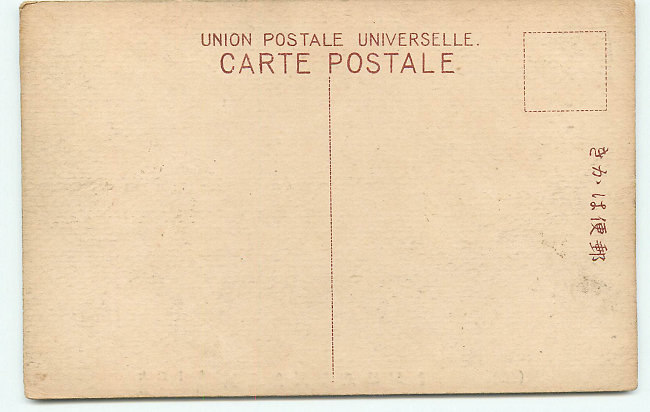 UNION POSTALE UNIVERSELLE.
CARTE POSTALE
郵便はかき